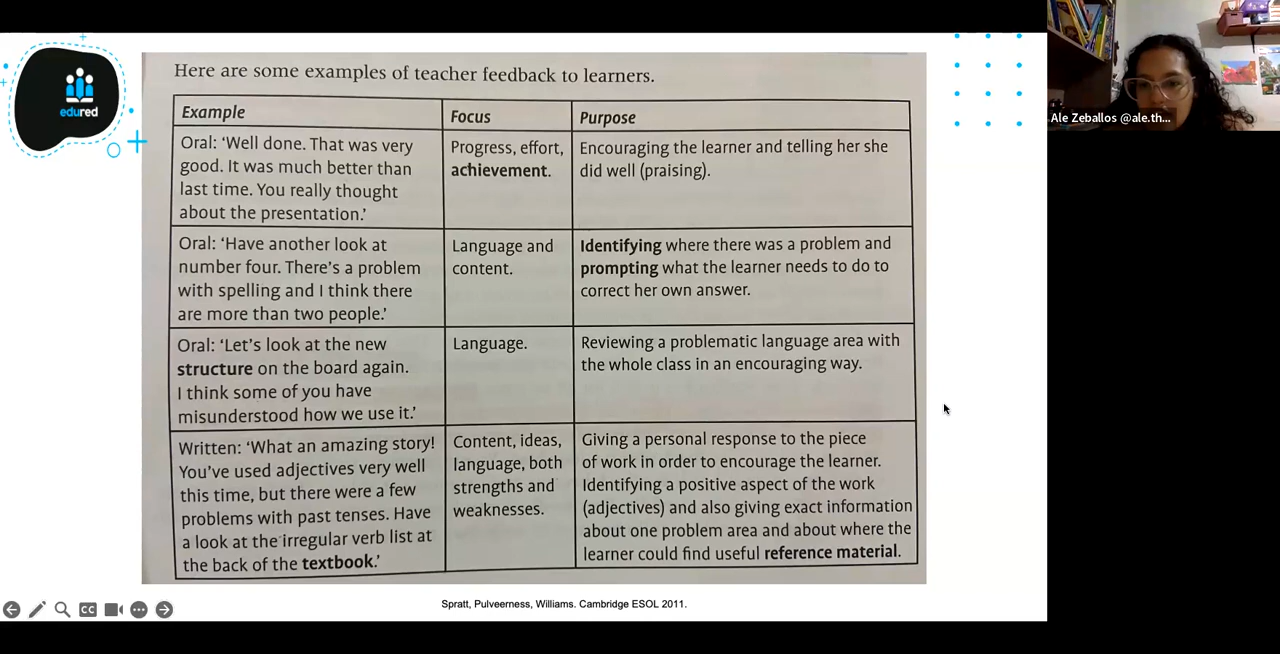 edured
Here are some examples of teacher feedback to learners.
Example
Focus
Purpose
Oral: ‘Well done. That was very
good. It was much better than
last time. You really thought
about the presentation.’
Progress, effort,
achievement.
Encouraging the learner and telling her she
did well (praising).
Oral: ‘Have another look at
number four. There’s a problem
with spelling and I think there
are more than two people.’
Language and
content.
Identifying where there was a problem and
prompting what the learner needs to do to
correct her own answer.
Oral: ‘Let’s look at the new
structure on the board again.
I think some of you have
misunderstood how we use it.’
Language.
Reviewing a problematic language area with
the whole class in an encouraging way.
Written: ‘What an amazing story!
You’ve used adjectives very well
this time, but there were a few
problems with past tenses. Have
a look at the irregular verb list at
the back of the textbook.’
Content, ideas,
language, both
strengths and
weaknesses.
Giving a personal response to the piece
of work in order to encourage the learner.
Identifying a positive aspect of the work
(adjectives) and also giving exact information
about one problem area and about where the
learner could find useful reference material.
Spratt, Pulveerness, Williams. Cambridge ESOL 2011.
CC
Ale Zeballos @ale.th...